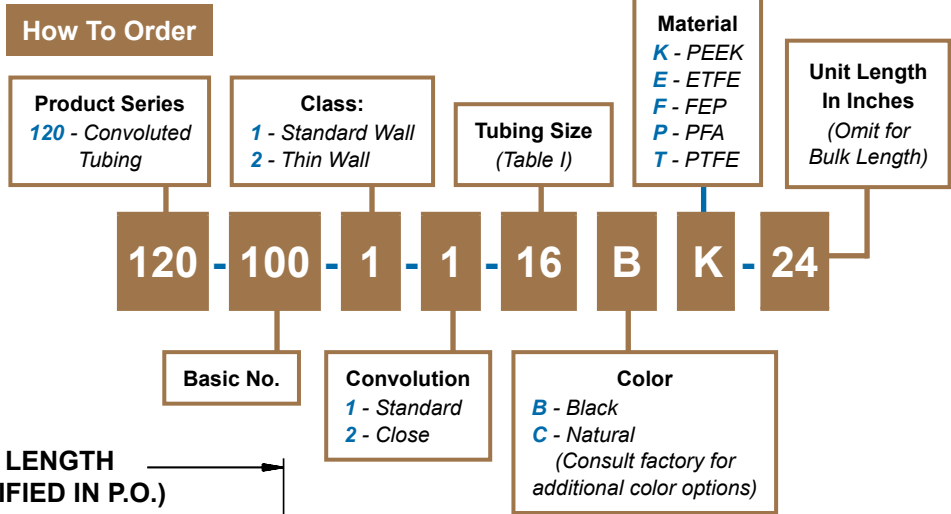 How To Order
Product Series
120 - Convoluted
Tubing
Class:
1 - Standard Wall
2 - Thin Wall
Tubing Size
(Table I)
Material
K - PEEK
E - ETFE
F - FEP
P - PFA
T - PTFE
Unit Length
In Inches
(Omit for
Bulk Length)
120 - 100 - 1 - 1 - 16 B K - 24
Basic No.
Convolution
1 - Standard
2 - Close
Color
B - Black
C - Natural
(Consult factory for
additional color options)
LENGTH
IFIED IN P.O.)